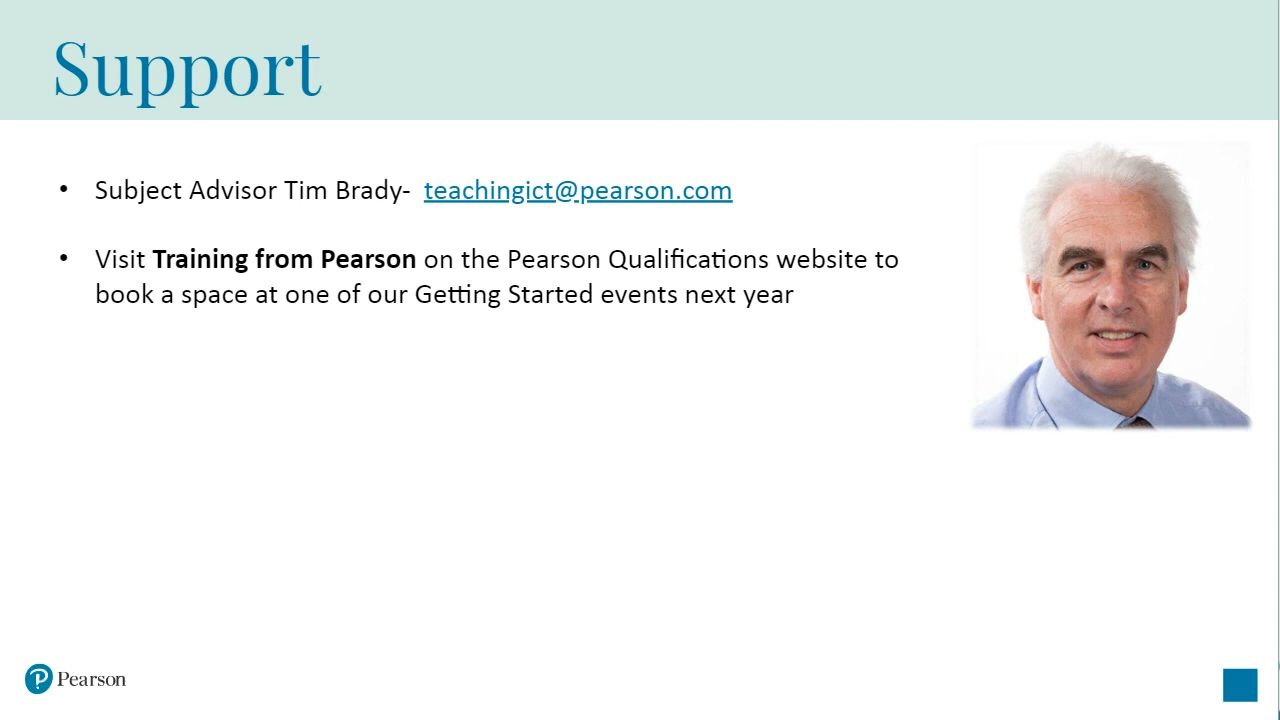 Support
• Subject Advisor Tim Brady- teachingict@pearson.com
• Visit Training from Pearson on the Pearson Qualifications website to
book a space at one of our Getting Started events next year
Pearson